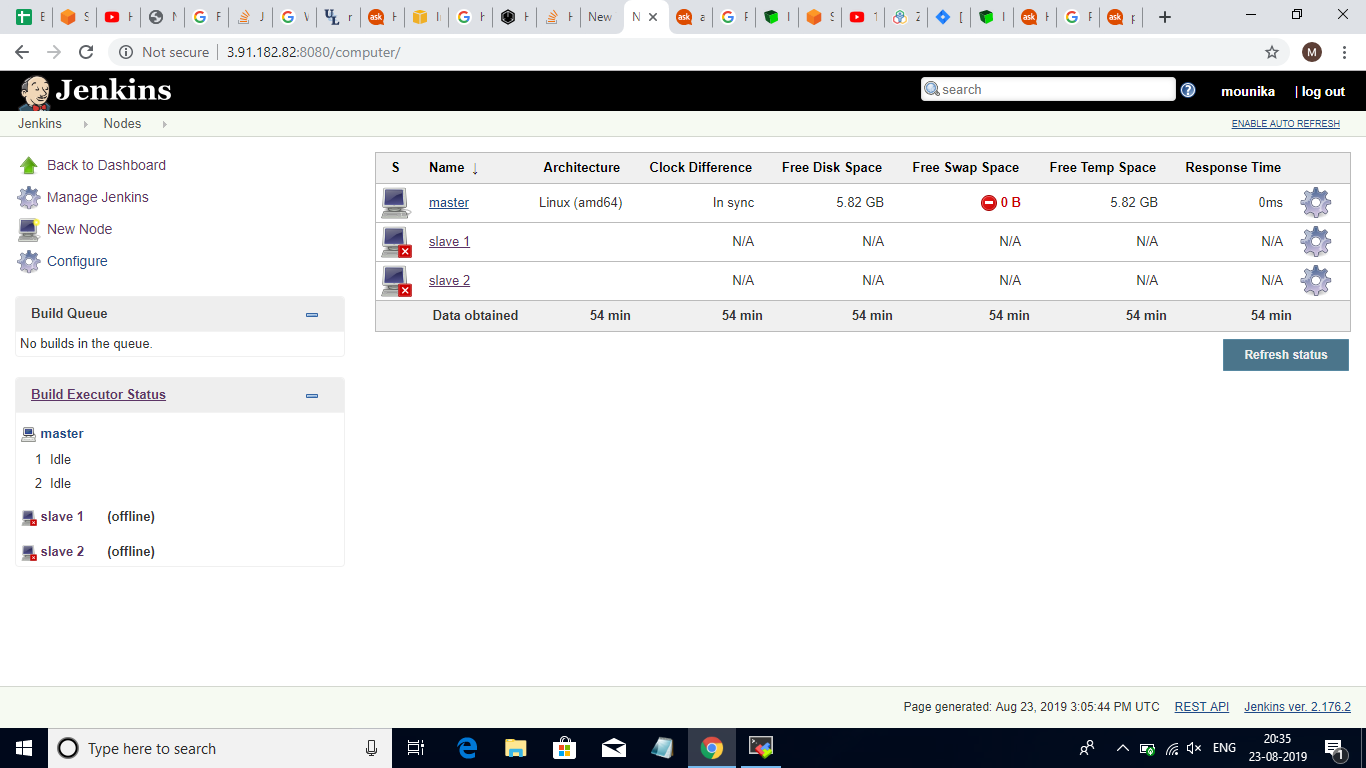 New
Not secure 3.91.182.82:8080/computer/ M
Jenkins search ? mounika | log out
Jenkins Nodes ENABLE AUTO REFRESH
Back to Dashboard
Manage Jenkins
New Node
Configure
Build Queue
No builds in the queue.
Build Executor Status
master
1 Idle
2 Idle
slave 1 (offline)
slave 2 (offline)
S Name ↓ Architecture Clock Difference Free Disk Space Free Swap Space Free Temp Space Response Time
master Linux (amd64) In sync 5.82 GB 0 B 5.82 GB 0ms
slave 1 N/A N/A N/A N/A N/A
slave 2 N/A N/A N/A N/A N/A
Data obtained 54 min 54 min 54 min 54 min 54 min 54 min
Refresh status
Page generated: Aug 23, 2019 3:05:44 PM UTC REST API Jenkins ver. 2.176.2
Type here to search
ENG
20:35
23-08-2019
1